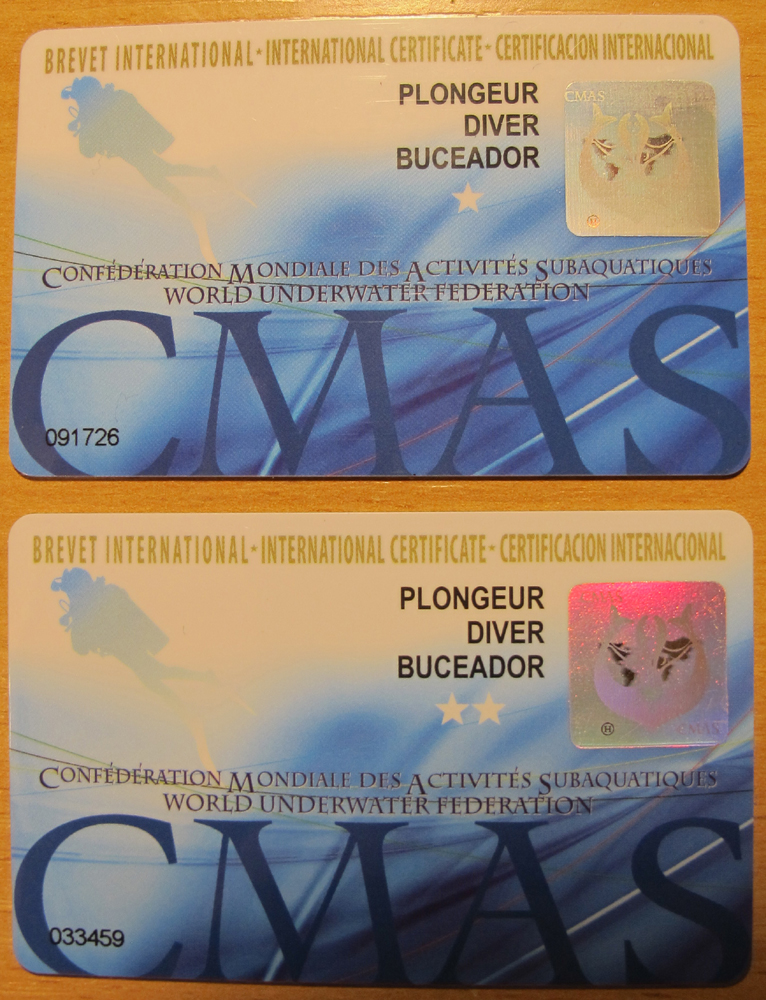 BREVET INTERNATIONAL★INTERNATIONAL CERTIFICATE★CERTIFICACION INTERNACIONAL
PLONGEUR
DIVER
BUCEADOR
★
CMAS
Ⓗ
CONFÉDÉRATION MONDIALE DES ACTIVITÉS SUBAQUATIQUES
WORLD UNDERWATER FEDERATION
CMAS
091726
BREVET INTERNATIONAL★INTERNATIONAL CERTIFICATE★CERTIFICACION INTERNACIONAL
PLONGEUR
DIVER
BUCEADOR
★★
CMAS
Ⓗ
CMAS
CONFÉDÉRATION MONDIALE DES ACTIVITÉS SUBAQUATIQUES
WORLD UNDERWATER FEDERATION
CMAS
033459